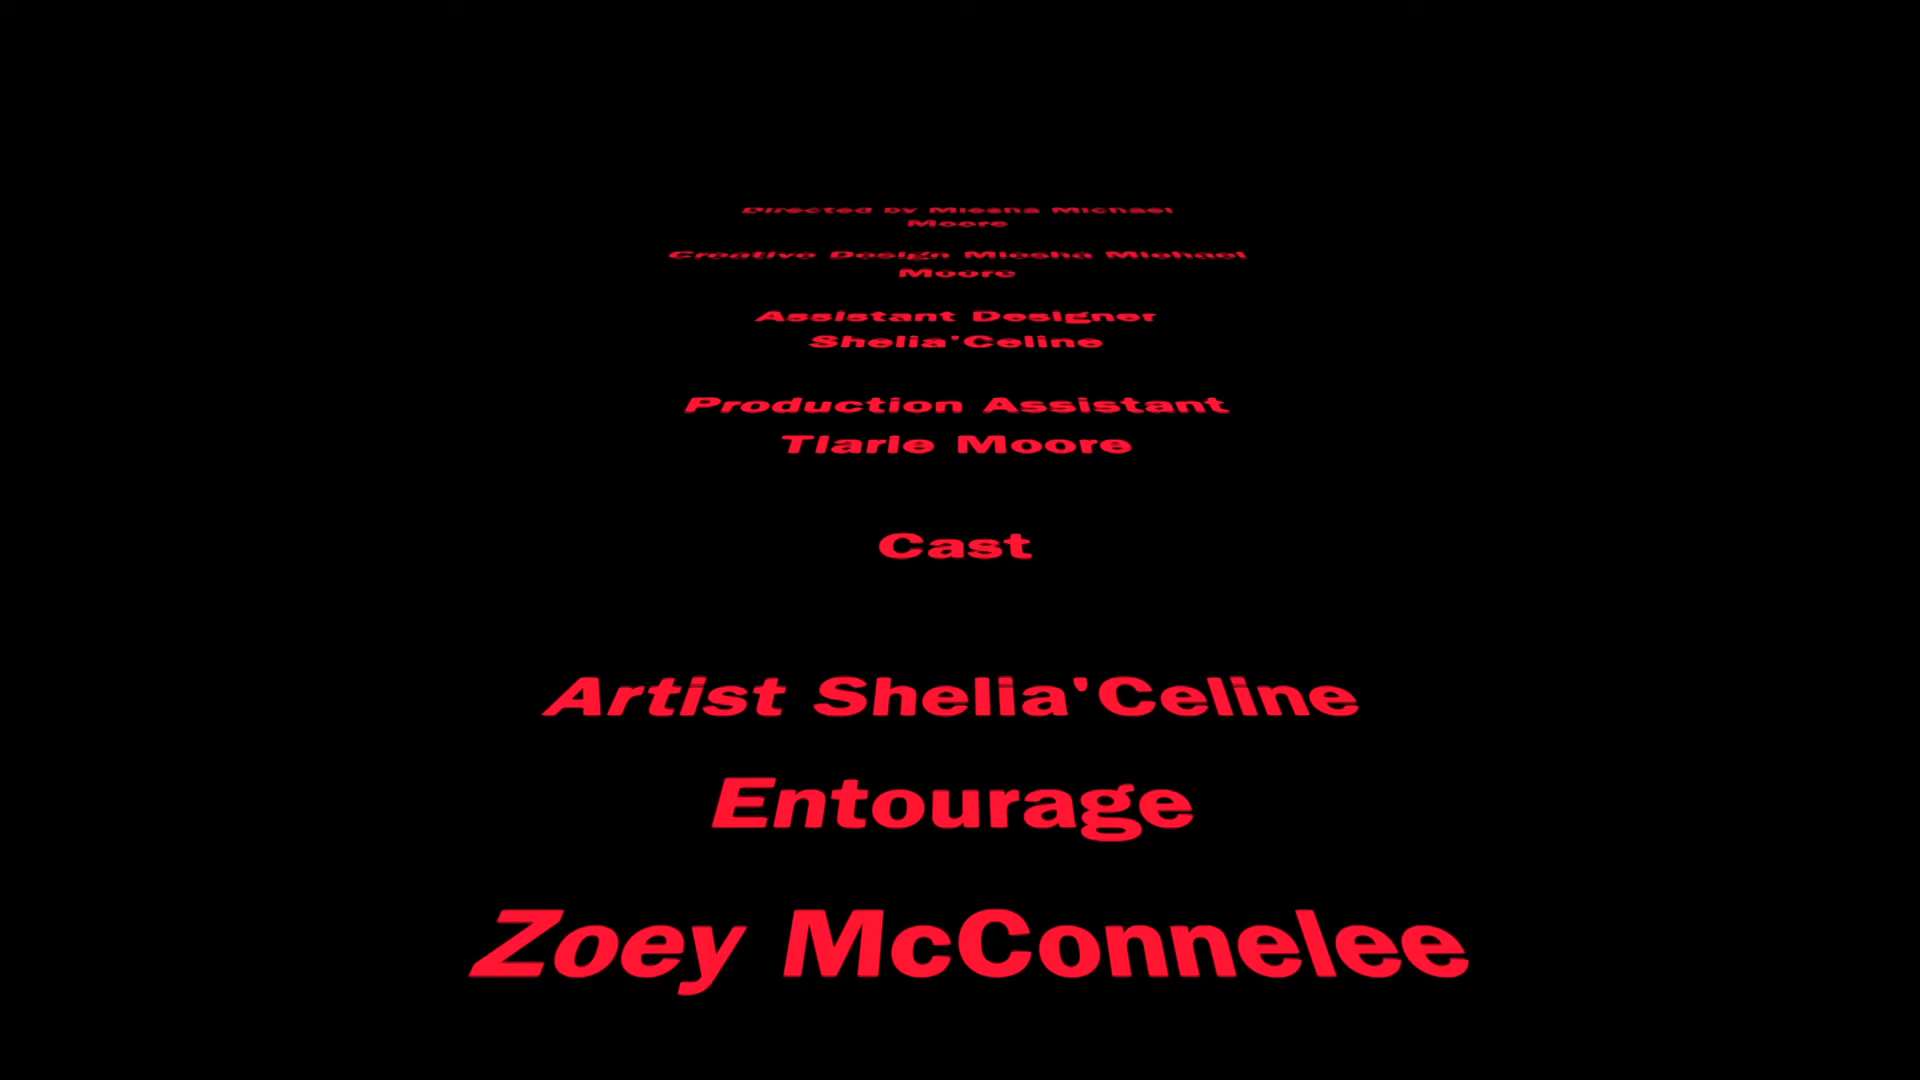 Directed by Miesha Michael
Moore
Creative Design Miesha Michael
Moore
Assistant Designer
Shelia'Celine
Production Assistant
Tiarie Moore
Cast
Artist Shelia'Celine
Entourage
Zoey McConnelee